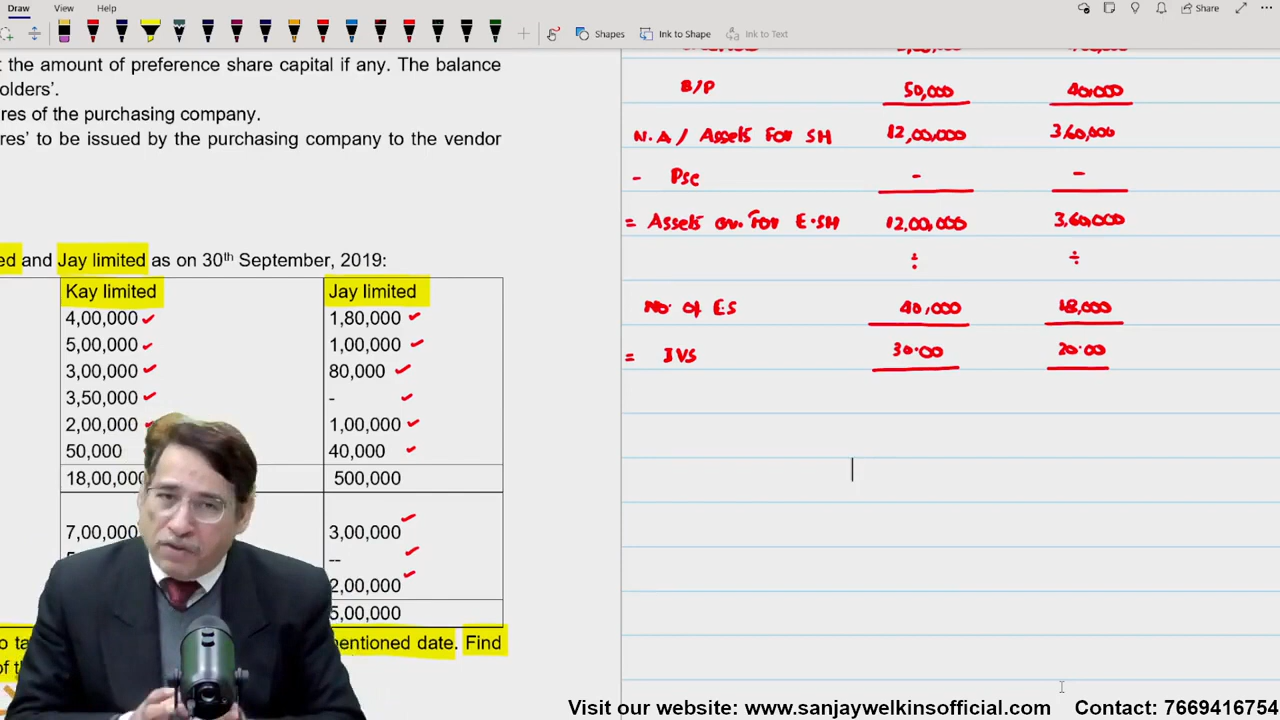 Draw View Help
Share
Shapes Ink to Shape Ink to Text
t the amount of preference share capital if any. The balance
olders'.
res of the purchasing company.
res' to be issued by the purchasing company to the vendor
ed and Jay limited as on 30th September, 2019:
Kay limited Jay limited
4,00,000 1,80,000
5,00,000 1,00,000
3,00,000 80,000
3,50,000 -
2,00,000 1,00,000
50,000 40,000
18,00,000 500,000
7,00,000 3,00,000
--
2,00,000
5,00,000
o ta entioned date. Find
of t
B/P 50,000 40,000
N.A / Assets For SH 12,00,000 3,60,000
- PSC - -
= Assets av. For E.SH 12,00,000 3,60,000
÷ ÷
No. of E.S 40,000 18,000
= IVS 30.00 20.00
Visit our website: www.sanjaywelkinsofficial.com Contact: 7669416754